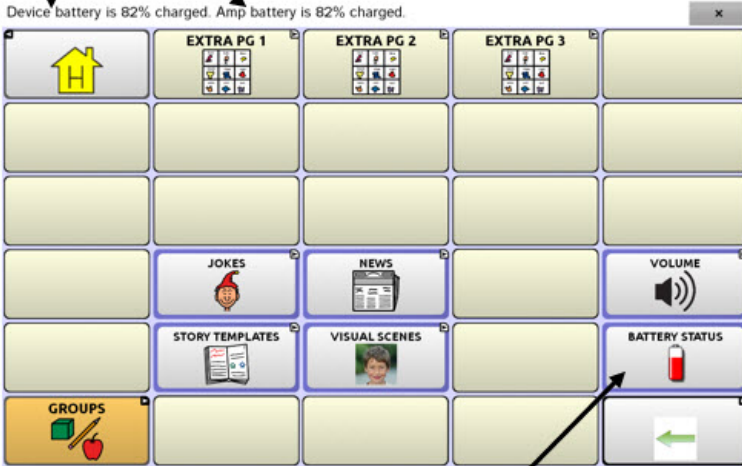 Device battery is 82% charged. Amp battery is 82% charged.
×
H
EXTRA PG 1
EXTRA PG 2
EXTRA PG 3
JOKES
NEWS
VOLUME
STORY TEMPLATES
VISUAL SCENES
BATTERY STATUS
GROUPS